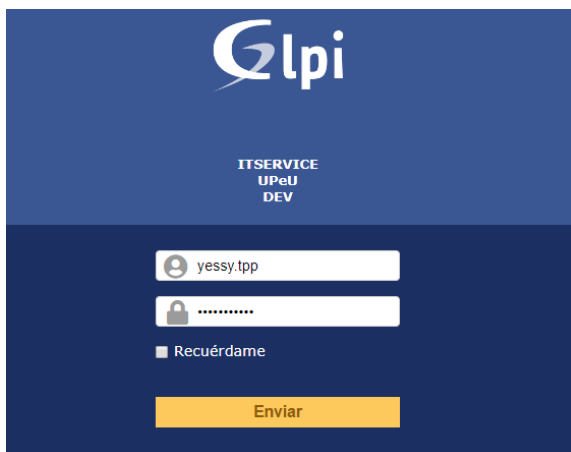 Glpi
ITSERVICE
UPeU
DEV
yessy.tpp
•••••••••••
Recuérdame
Enviar